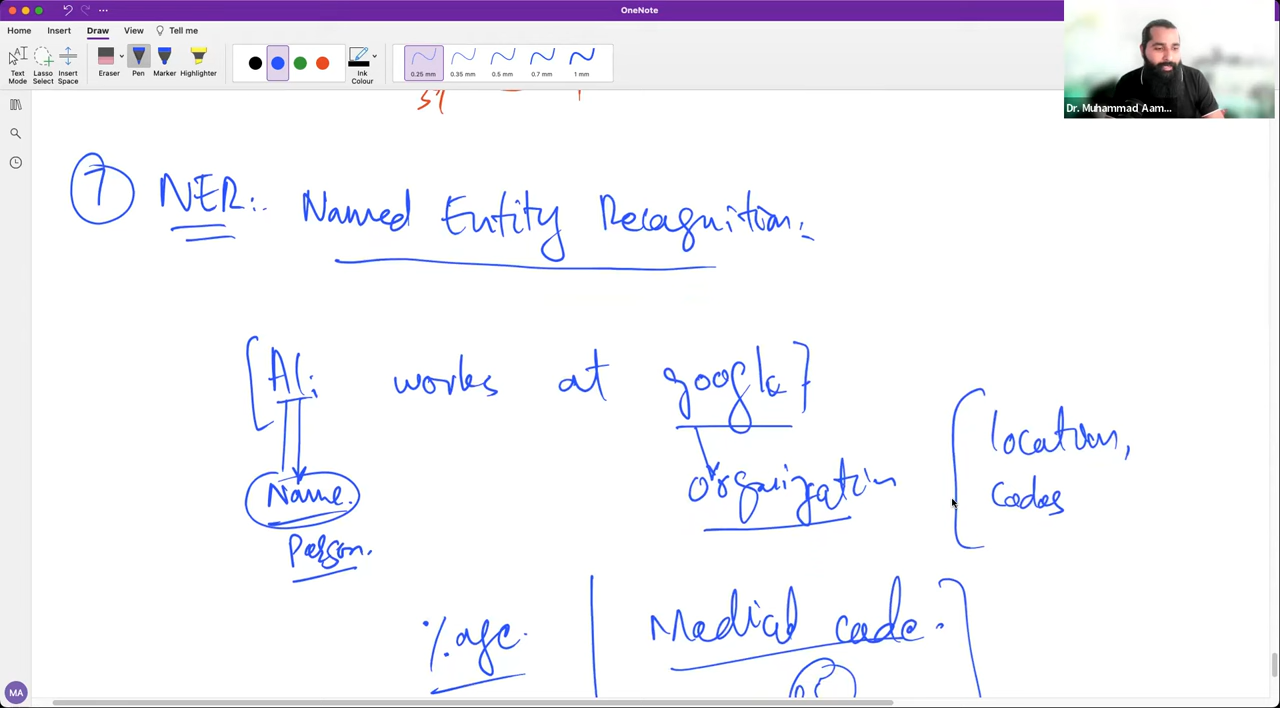 OneNote
Home Insert Draw View Tell me
Text Mode
Lasso Select
Insert Space
Eraser
Pen
Marker
Highlighter
Ink Colour
0.25 mm
0.35 mm
0.5 mm
0.7 mm
1 mm
Dr. Muhammad Aam...
7 NER:. Named Entity Recognition.
[Ali works at google]
location,
codes
Name.
organization
Person.
%age.
Medical code.
MA